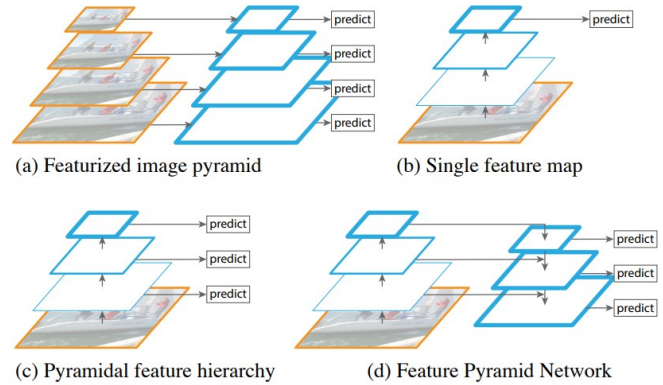 predict
predict
predict
predict
predict
(a) Featurized image pyramid
(b) Single feature map
predict
predict
predict
predict
predict
predict
(c) Pyramidal feature hierarchy
(d) Feature Pyramid Network